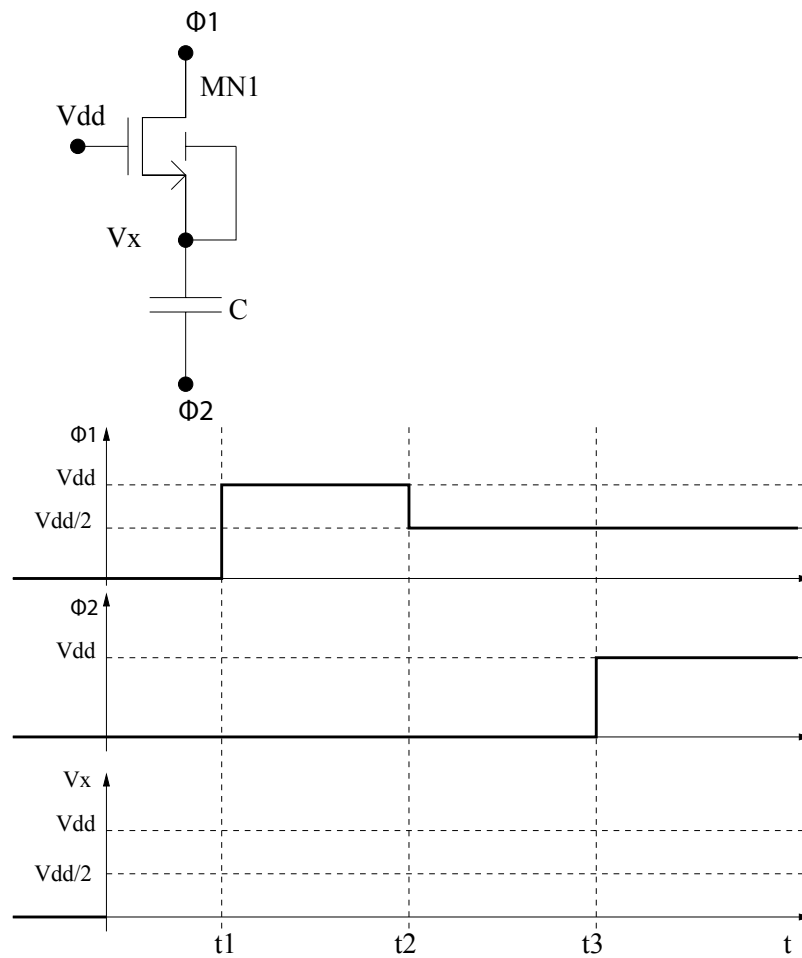 Φ1
MN1
Vdd
Vx
C
Φ2
Φ1
Vdd
Vdd/2
Φ2
Vdd
Vx
Vdd
Vdd/2
t1 t2 t3 t